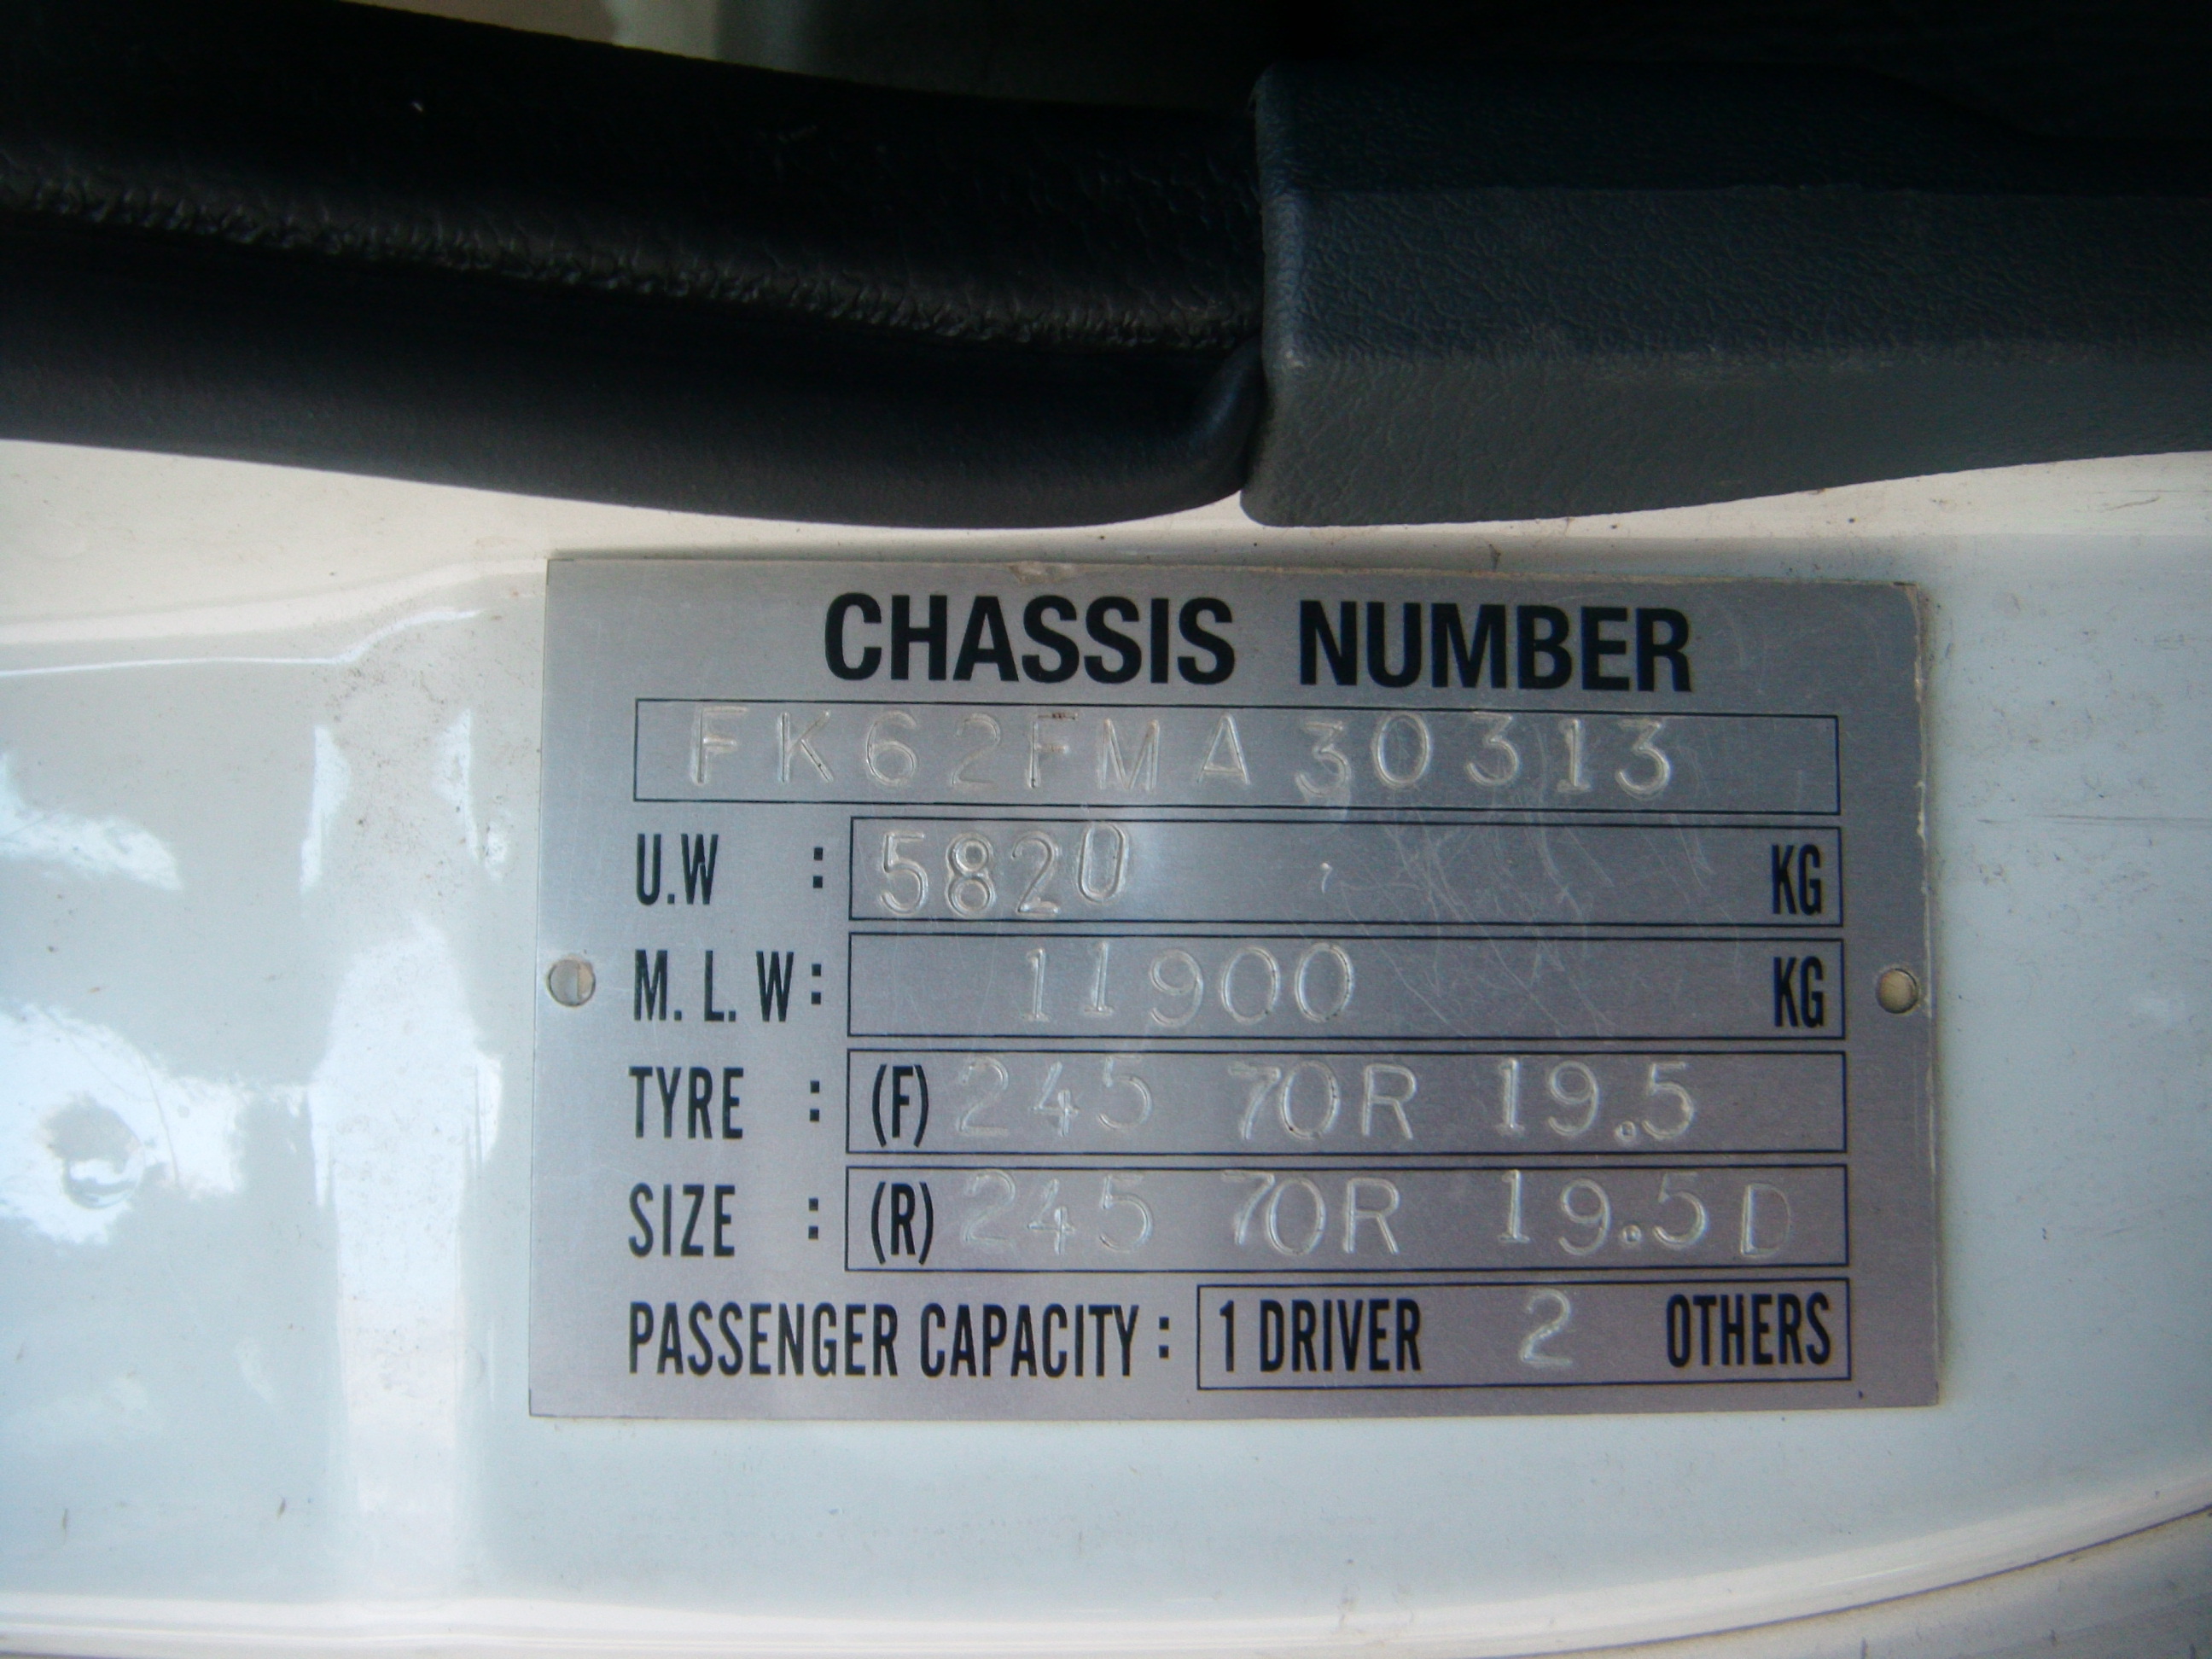 CHASSIS NUMBER
FK62FMA30313
U.W : 5820 KG
M.L.W: 11900 KG
TYRE : (F) 245 70R 19.5
SIZE : (R) 245 70R 19.5D
PASSENGER CAPACITY: 1 DRIVER 2 OTHERS